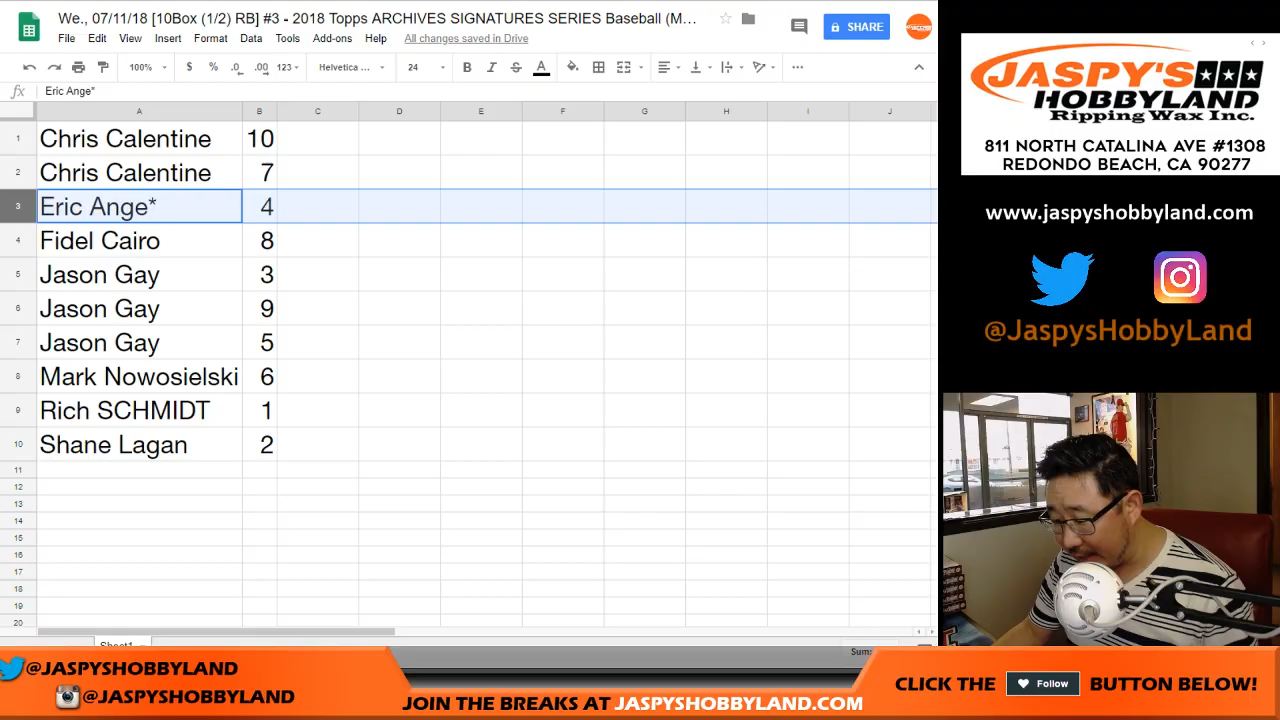 We., 07/11/18 [10Box (1/2) RB] #3 - 2018 Topps ARCHIVES SIGNATURES SERIES Baseball (M...
SHARE
File Edit View Insert Format Data Tools Add-ons Help All changes saved in Drive
100% $ % .0 .00 123 Helvetica ... 24 B I S A
fx Eric Ange*
A B C D E F G H I J
1 Chris Calentine 10
2 Chris Calentine 7
3 Eric Ange* 4
4 Fidel Cairo 8
5 Jason Gay 3
6 Jason Gay 9
7 Jason Gay 5
8 Mark Nowosielski 6
9 Rich SCHMIDT 1
10 Shane Lagan 2
11
12
13
14
15
16
17
18
19
20
Sheet1
Sum:
JASPY'S
HOBBYLAND
Ripping Wax Inc.
811 NORTH CATALINA AVE #1308
REDONDO BEACH, CA 90277
www.jaspyshobbyland.com
@JaspysHobbyLand
@JASPYSHOBBYLAND
@JASPYSHOBBYLAND
JOIN THE BREAKS AT JASPYSHOBBYLAND.COM
CLICK THE Follow BUTTON BELOW!